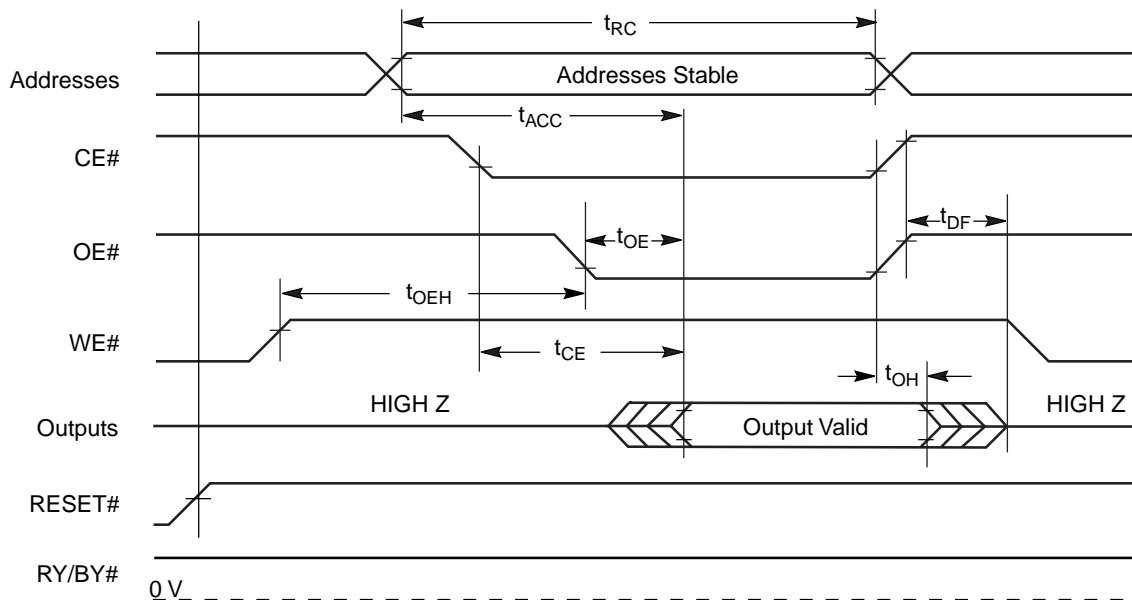 tRC
Addresses
Addresses Stable
tACC
CE#
tDF
OE#
tOE
tOEH
WE#
tCE
tOH
HIGH Z
HIGH Z
Outputs
Output Valid
RESET#
RY/BY#
0 V